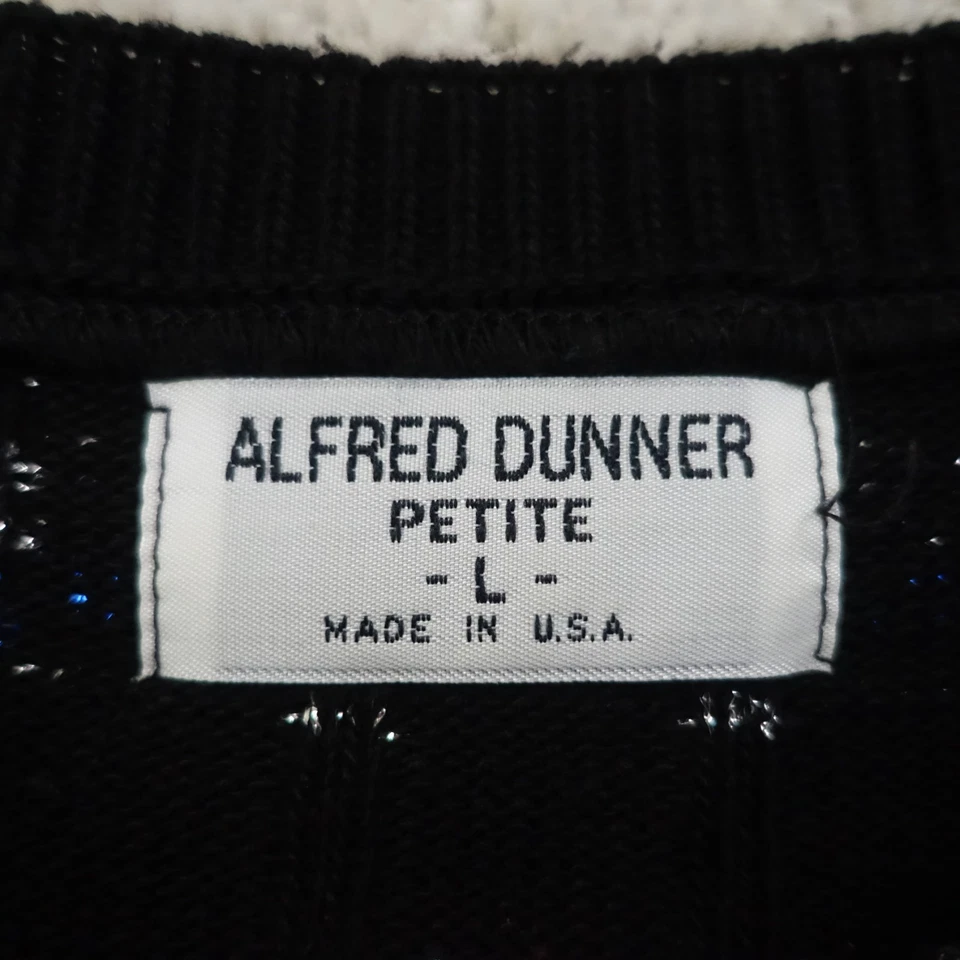 ALFRED DUNNER
PETITE
- L -
MADE IN U.S.A.